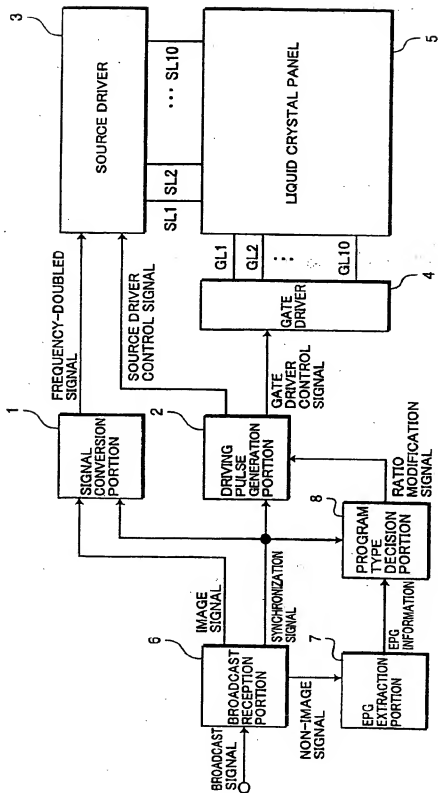 3
SOURCE DRIVER
SL1
SL2
...
SL10
5
LIQUID CRYSTAL PANEL
GL1
GL2
...
GL10
4
GATE
DRIVER
FREQUENCY-DOUBLED
SIGNAL
SOURCE DRIVER
CONTROL SIGNAL
GATE
DRIVER
CONTROL
SIGNAL
1
SIGNAL
CONVERSION
PORTION
2
DRIVING
PULSE
GENERATION
PORTION
RATIO
MODIFICATION
SIGNAL
8
PROGRAM
TYPE
DECISION
PORTION
IMAGE
SIGNAL
SYNCHRONIZATION
SIGNAL
EPG
INFORMATION
6
BROADCAST
RECEPTION
PORTION
7
EPG
EXTRACTION
PORTION
BROADCAST
SIGNAL
NON-IMAGE
SIGNAL